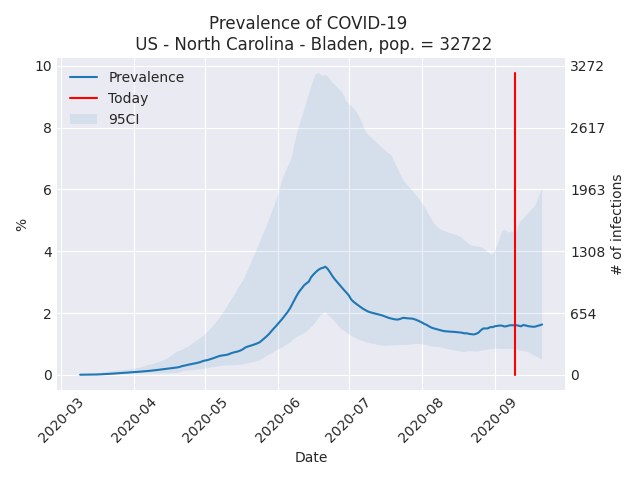 Prevalence of COVID-19
US - North Carolina - Bladen, pop. = 32722
Prevalence
Today
95CI
%
10
8
6
4
2
0
3272
2617
1963
1308
654
0
# of infections
2020-03
2020-04
2020-05
2020-06
2020-07
2020-08
2020-09
Date